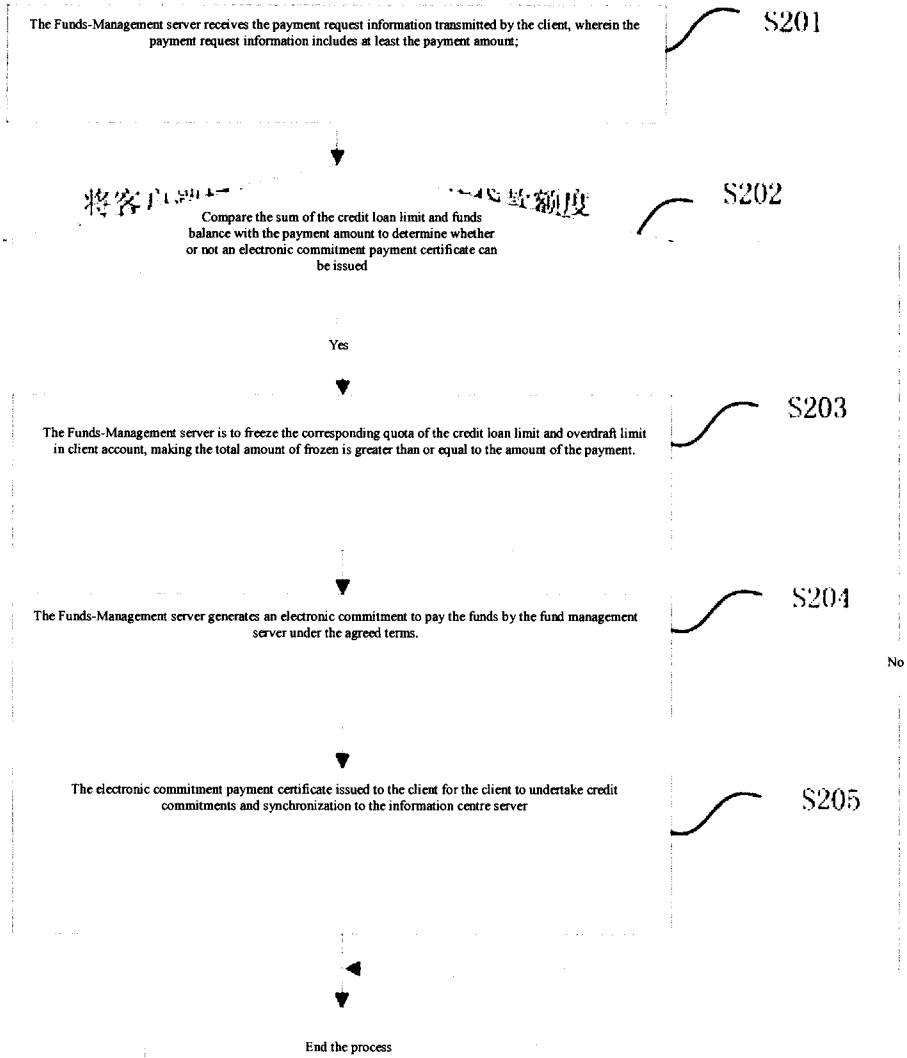 The Funds-Management server receives the payment request information transmitted by the client, wherein the
payment request information includes at least the payment amount;
S201
将客户
款额度
S202
Compare the sum of the credit loan limit and funds
balance with the payment amount to determine whether
or not an electronic commitment payment certificate can
be issued
Yes
S203
The Funds-Management server is to freeze the corresponding quota of the credit loan limit and overdraft limit
in client account, making the total amount of frozen is greater than or equal to the amount of the payment.
S204
The Funds-Management server generates an electronic commitment to pay the funds by the fund management
server under the agreed terms.
No
The electronic commitment payment certificate issued to the client for the client to undertake credit
commitments and synchronization to the information centre server
S205
End the process